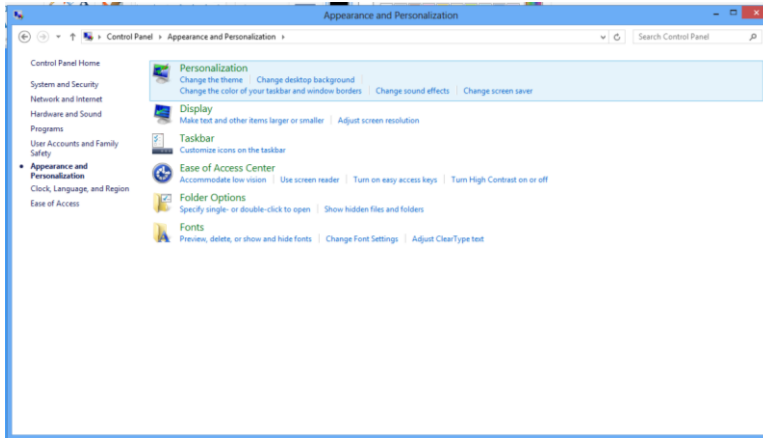 Appearance and Personalization
Control Panel › Appearance and Personalization ›
Search Control Panel
Control Panel Home
System and Security
Network and Internet
Hardware and Sound
Programs
User Accounts and Family
Safety
Appearance and
Personalization
Clock, Language, and Region
Ease of Access
Personalization
Change the theme | Change desktop background
Change the color of your taskbar and window borders | Change sound effects | Change screen saver
Display
Make text and other items larger or smaller | Adjust screen resolution
Taskbar
Customize icons on the taskbar
Ease of Access Center
Accommodate low vision | Use screen reader | Turn on easy access keys | Turn High Contrast on or off
Folder Options
Specify single- or double-click to open | Show hidden files and folders
Fonts
Preview, delete, or show and hide fonts | Change Font Settings | Adjust ClearType text